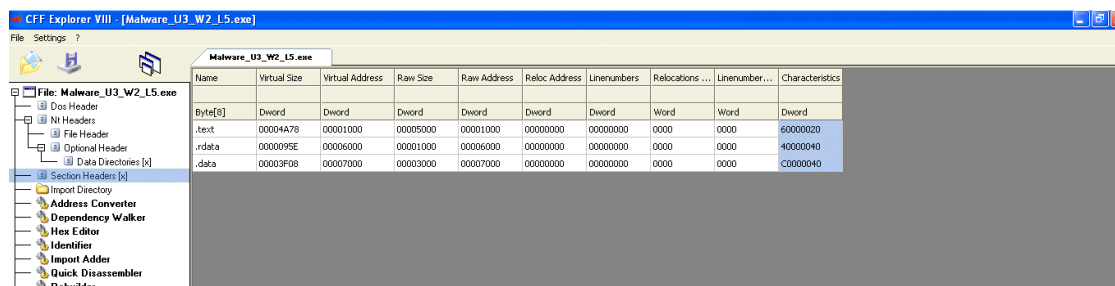 CFF Explorer VIII - [Malware_U3_W2_L5.exe]
File Settings ?
Malware_U3_W2_L5.exe
Name Virtual Size Virtual Address Raw Size Raw Address Reloc Address Linenumbers Relocations ... Linenumber... Characteristics
Byte[8] Dword Dword Dword Dword Dword Dword Word Word Dword
.text 00004A78 00001000 00005000 00001000 00000000 00000000 0000 0000 60000020
.rdata 0000095E 00006000 00001000 00006000 00000000 00000000 0000 0000 40000040
.data 00003F08 00007000 00003000 00007000 00000000 00000000 0000 0000 C0000040
File: Malware_U3_W2_L5.exe
Dos Header
Nt Headers
File Header
Optional Header
Data Directories [x]
Section Headers [x]
Import Directory
Address Converter
Dependency Walker
Hex Editor
Identifier
Import Adder
Quick Disassembler
Rebuilder